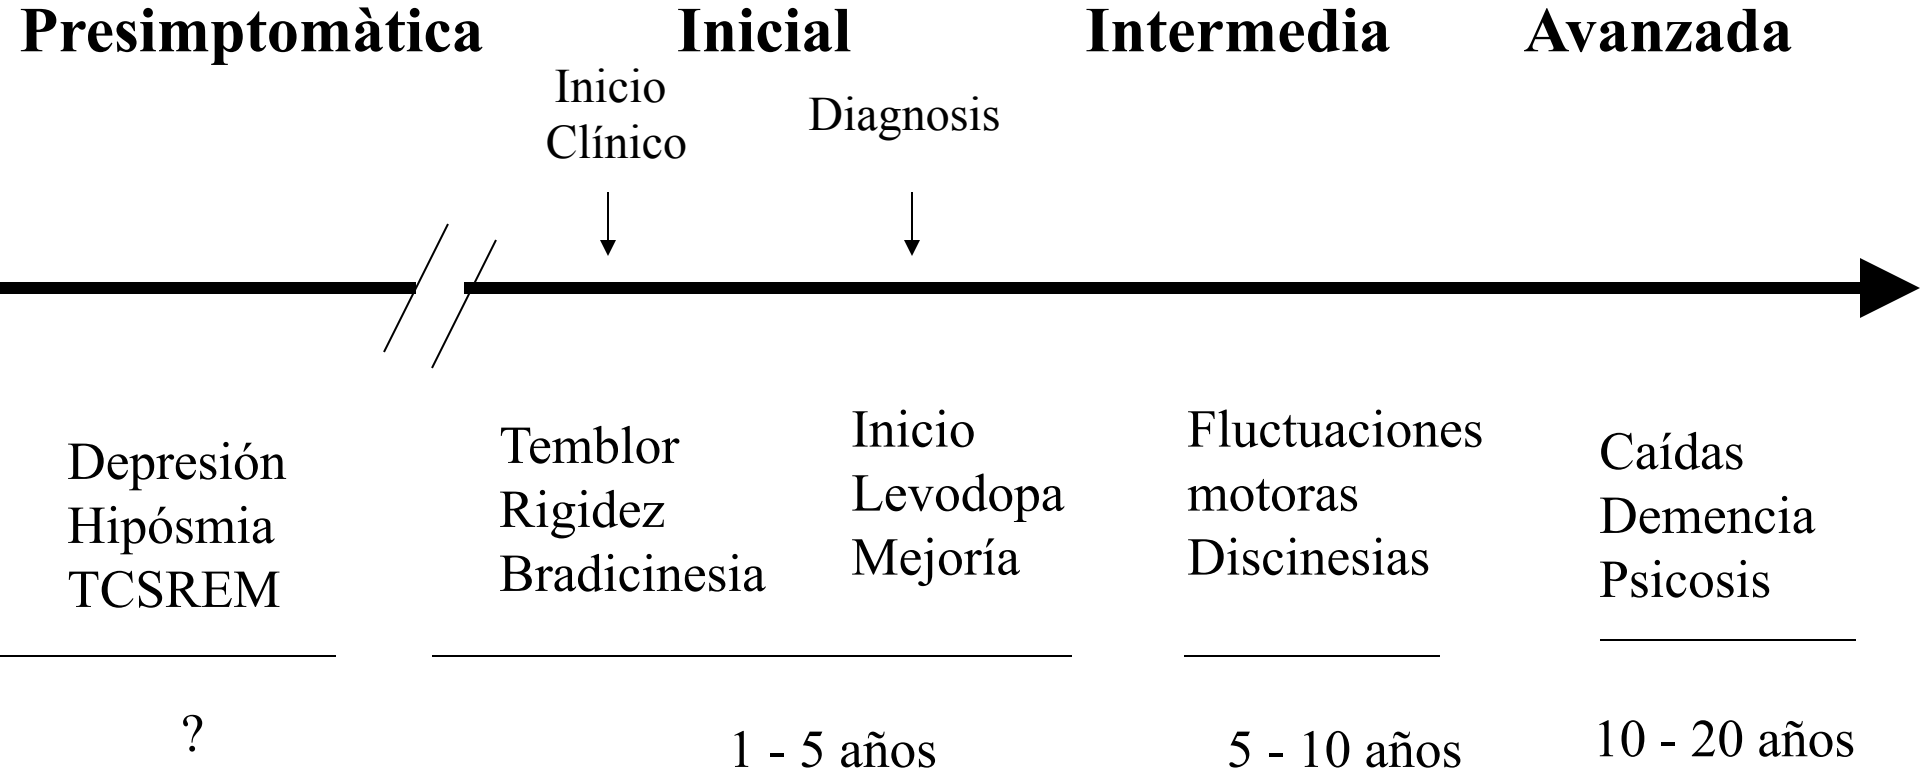 Presimptomàtica
Inicial
Intermedia
Avanzada
Inicio
Clínico
Diagnosis
Depresión
Hipósmia
TCSREM
Temblor
Rigidez
Bradicinesia
Inicio
Levodopa
Mejoría
Fluctuaciones
motoras
Discinesias
Caídas
Demencia
Psicosis
?
1 - 5 años
5 - 10 años
10 - 20 años